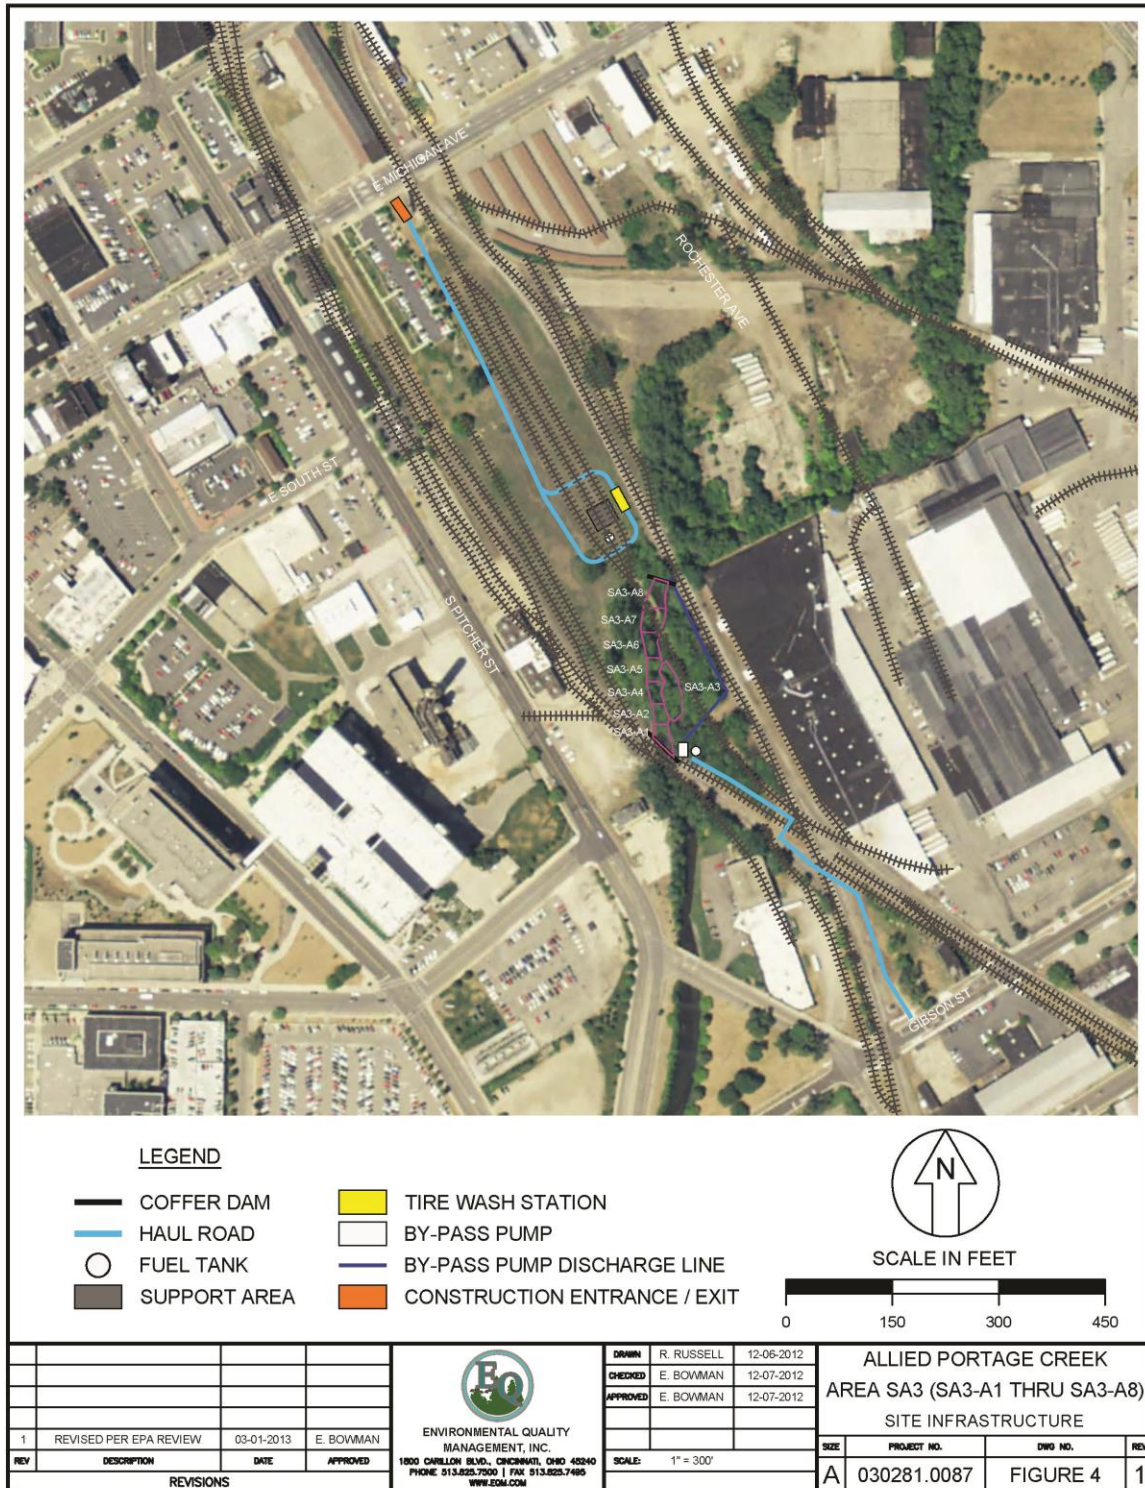 E MICHIGAN AVE
ROCHESTER AVE
E SOUTH ST
S PITCHER ST
SA3-A8
SA3-A7
SA3-A6
SA3-A5
SA3-A3
SA3-A4
SA3-A2
SA3-A1
GIBSON ST
LEGEND
COFFER DAM
HAUL ROAD
FUEL TANK
SUPPORT AREA
TIRE WASH STATION
BY-PASS PUMP
BY-PASS PUMP DISCHARGE LINE
CONSTRUCTION ENTRANCE / EXIT
N
SCALE IN FEET
0 150 300 450
1 REVISED PER EPA REVIEW 03-01-2013 E. BOWMAN
REV DESCRIPTION DATE APPROVED
REVISIONS
EQ
ENVIRONMENTAL QUALITY
MANAGEMENT, INC.
1800 CARILLON BLVD., CINCINNATI, OHIO 45240
PHONE 513.825.7500 | FAX 513.825.7495
WWW.EQM.COM
DRAWN R. RUSSELL 12-06-2012
CHECKED E. BOWMAN 12-07-2012
APPROVED E. BOWMAN 12-07-2012
SCALE: 1" = 300'
ALLIED PORTAGE CREEK
AREA SA3 (SA3-A1 THRU SA3-A8)
SITE INFRASTRUCTURE
SIZE PROJECT NO. DWG NO. REV
A 030281.0087 FIGURE 4 1